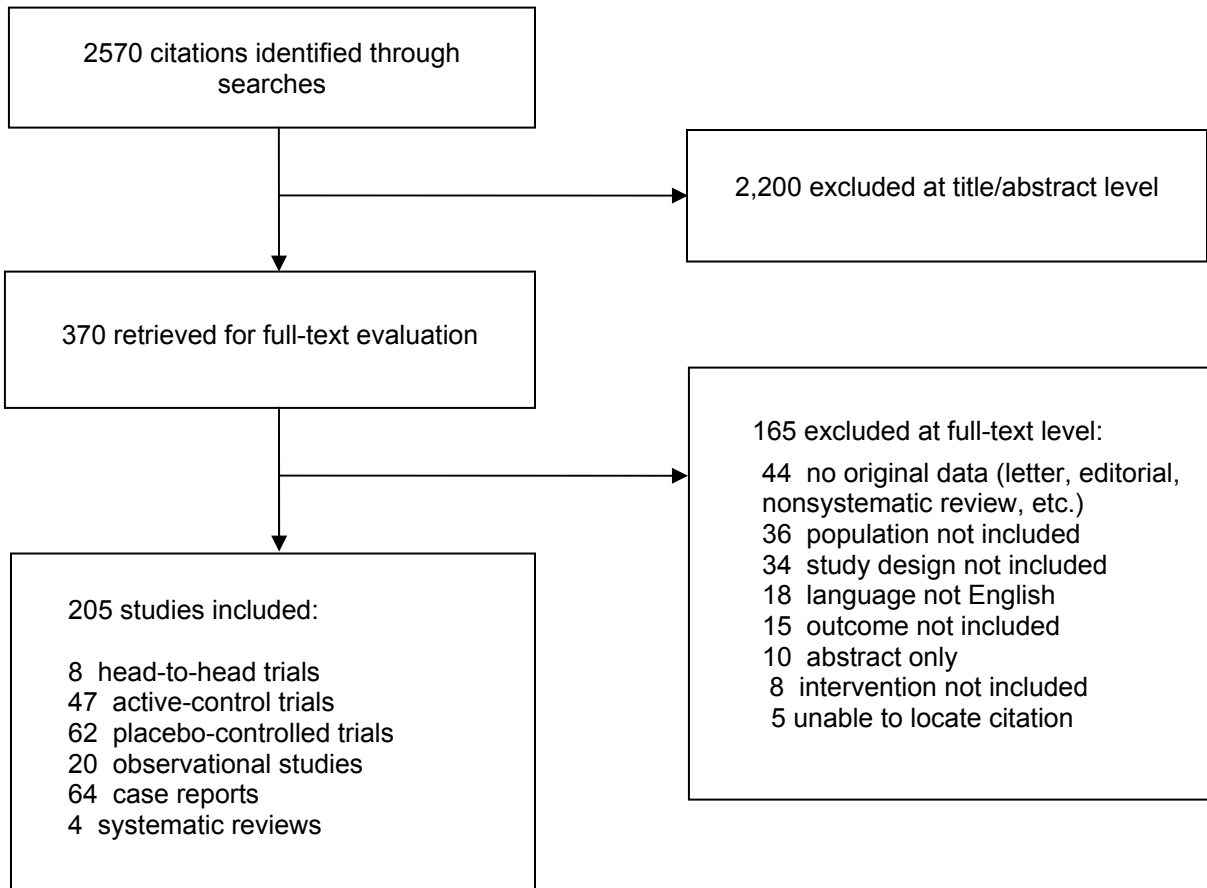 2570 citations identified through
searches
2,200 excluded at title/abstract level
370 retrieved for full-text evaluation
165 excluded at full-text level:
44 no original data (letter, editorial,
nonsystematic review, etc.)
36 population not included
34 study design not included
18 language not English
15 outcome not included
10 abstract only
8 intervention not included
5 unable to locate citation
205 studies included:
8 head-to-head trials
47 active-control trials
62 placebo-controlled trials
20 observational studies
64 case reports
4 systematic reviews